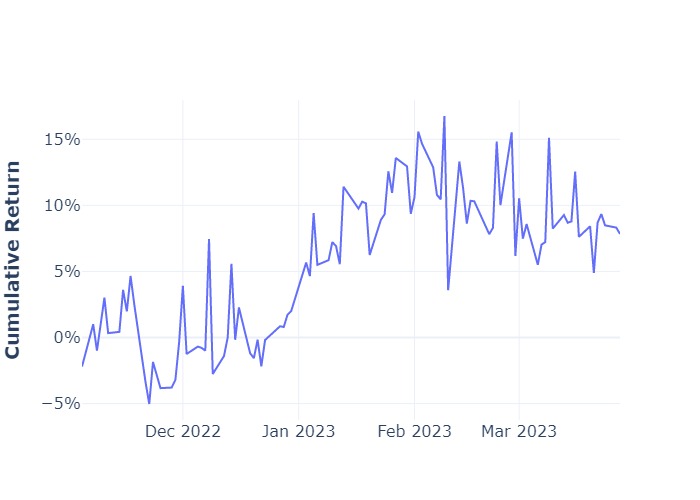 Cumulative Return
15%
10%
5%
0%
−5%
Dec 2022
Jan 2023
Feb 2023
Mar 2023